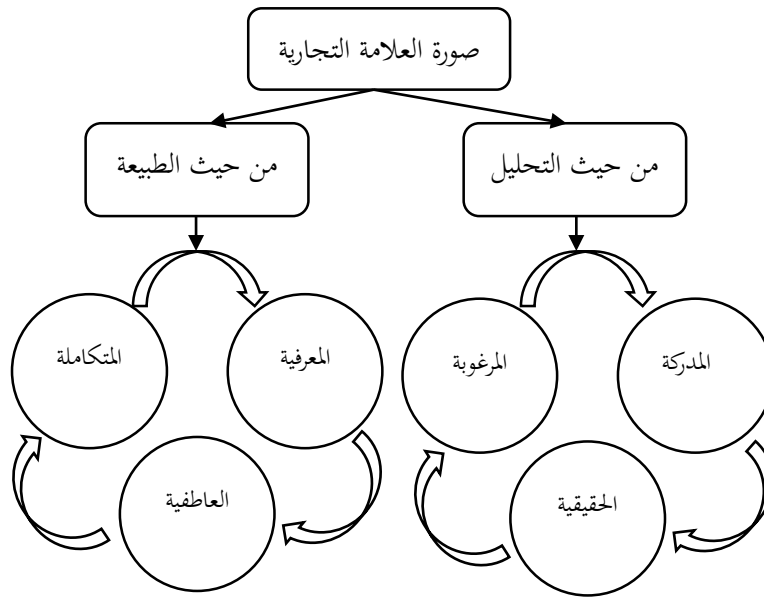 صورة العلامة التجارية
من حيث التحليل
من حيث الطبيعة
المدركة
المرغوبة
الحقيقية
المعرفية
المتكاملة
العاطفية